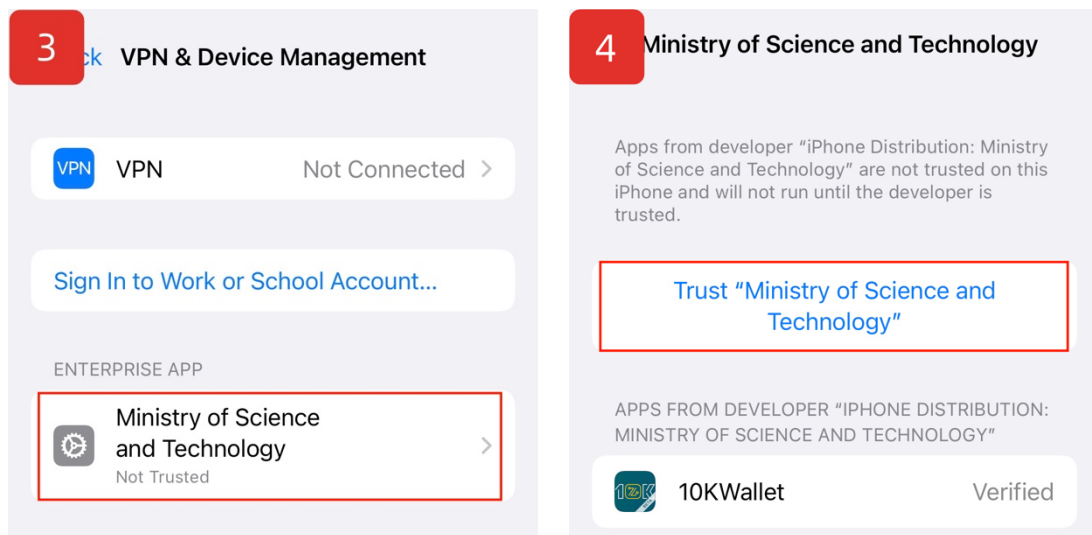 3
ck VPN & Device Management
VPN VPN Not Connected
Sign In to Work or School Account...
ENTERPRISE APP
Ministry of Science
and Technology
Not Trusted
4
Ministry of Science and Technology
Apps from developer “iPhone Distribution: Ministry
of Science and Technology” are not trusted on this
iPhone and will not run until the developer is
trusted.
Trust “Ministry of Science and
Technology”
APPS FROM DEVELOPER “IPHONE DISTRIBUTION:
MINISTRY OF SCIENCE AND TECHNOLOGY”
10K 10KWallet Verified